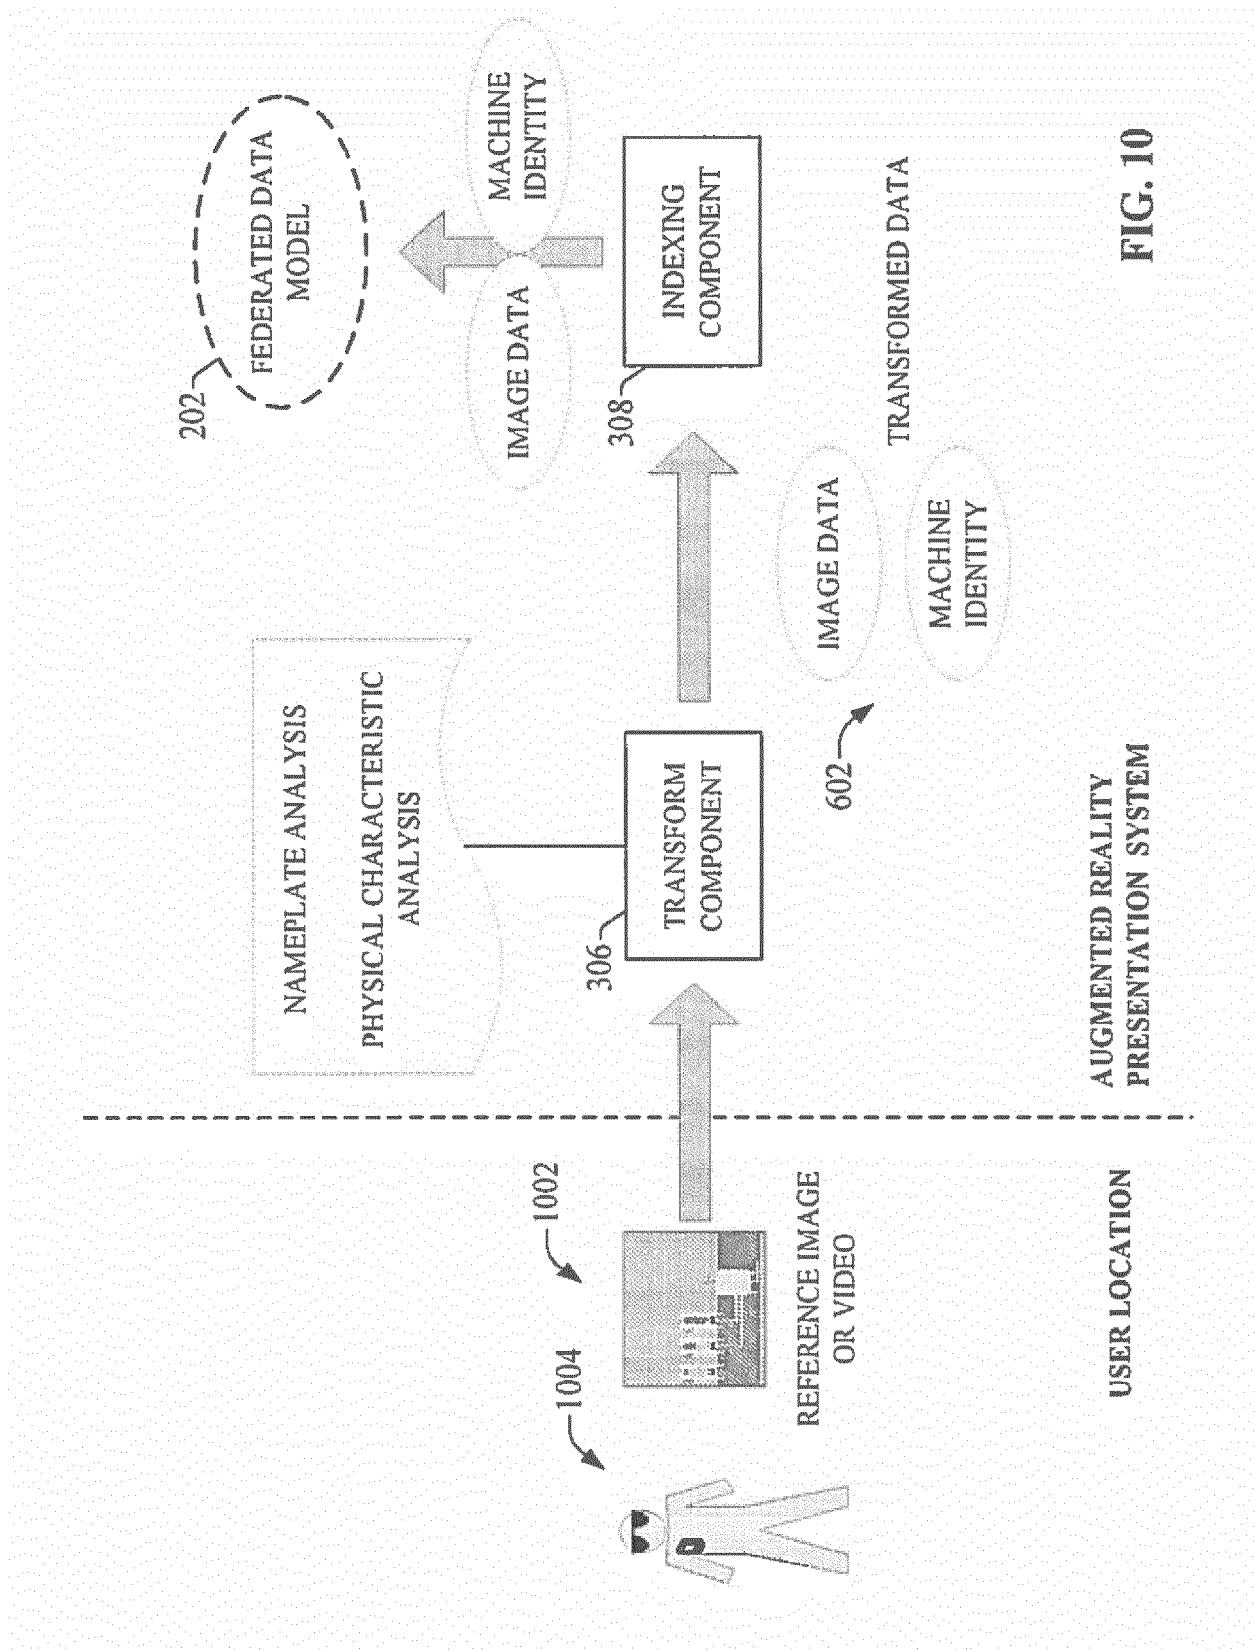 202
FEDERATED DATA
MODEL
IMAGE DATA
MACHINE
IDENTITY
NAMEPLATE ANALYSIS
PHYSICAL CHARACTERISTIC
ANALYSIS
1004
1002
REFERENCE IMAGE
OR VIDEO
306
TRANSFORM
COMPONENT
308
INDEXING
COMPONENT
602
IMAGE DATA
MACHINE
IDENTITY
TRANSFORMED DATA
USER LOCATION
AUGMENTED REALITY
PRESENTATION SYSTEM
FIG. 10